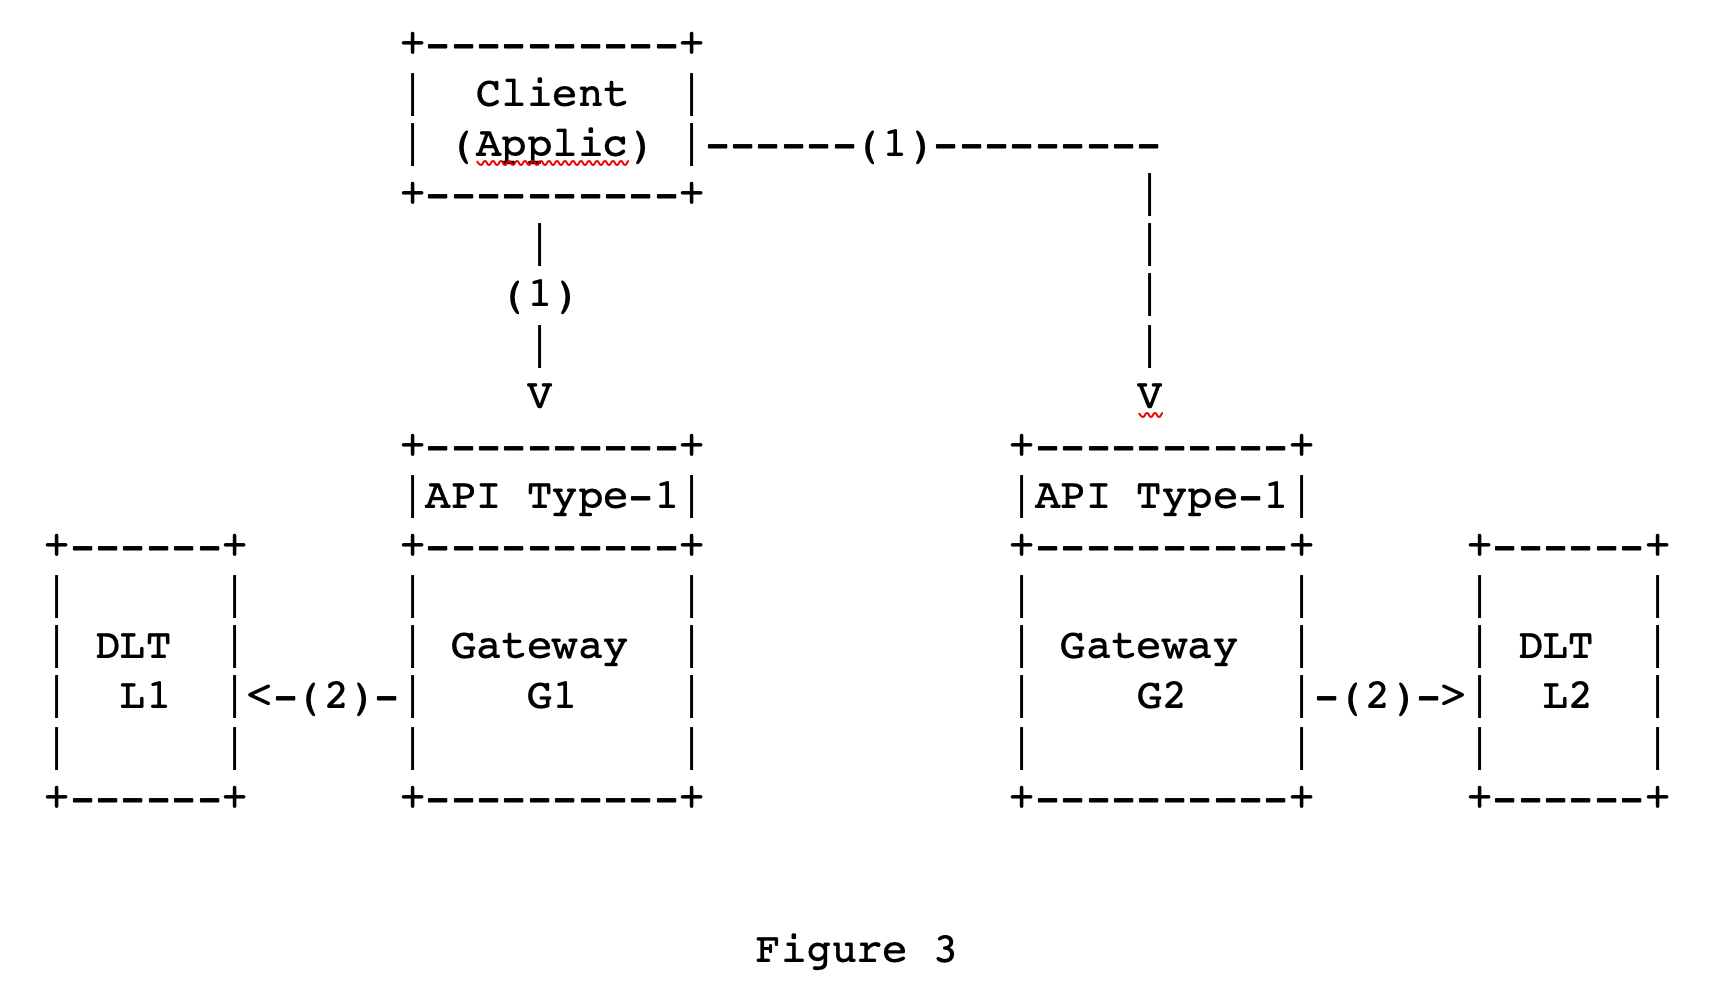 +-----------+
|  Client  |
|  (Applic) |------(1)---------
+-----------+                  |
     |                         |
    (1)                        |
     |                         |
     v                         v
+-----------+            +-----------+
|API Type-1|            |API Type-1|
+------+      +-----------+            +-----------+      +------+
|      |      |           |            |           |      |      |
| DLT  |      | Gateway   |            | Gateway   |      | DLT  |
|  L1  |<-(2)-|    G1     |            |    G2     |-(2)->|  L2  |
|      |      |           |            |           |      |      |
+------+      +-----------+            +-----------+      +------+
Figure 3